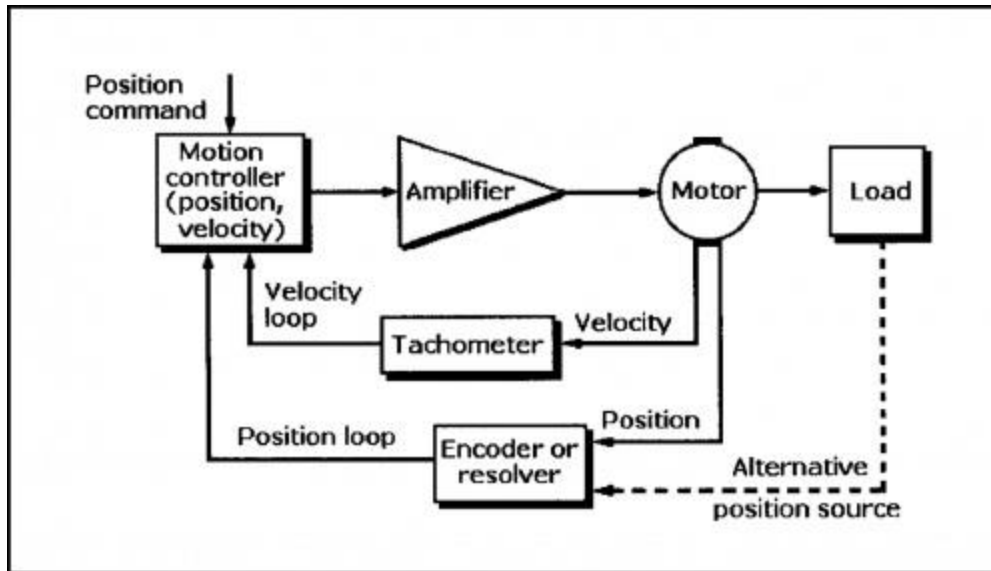 Position
command
Motion
controller
(position,
velocity)
Amplifier
Motor
Load
Velocity
loop
Tachometer
Velocity
Position loop
Encoder or
resolver
Position
Alternative
position source